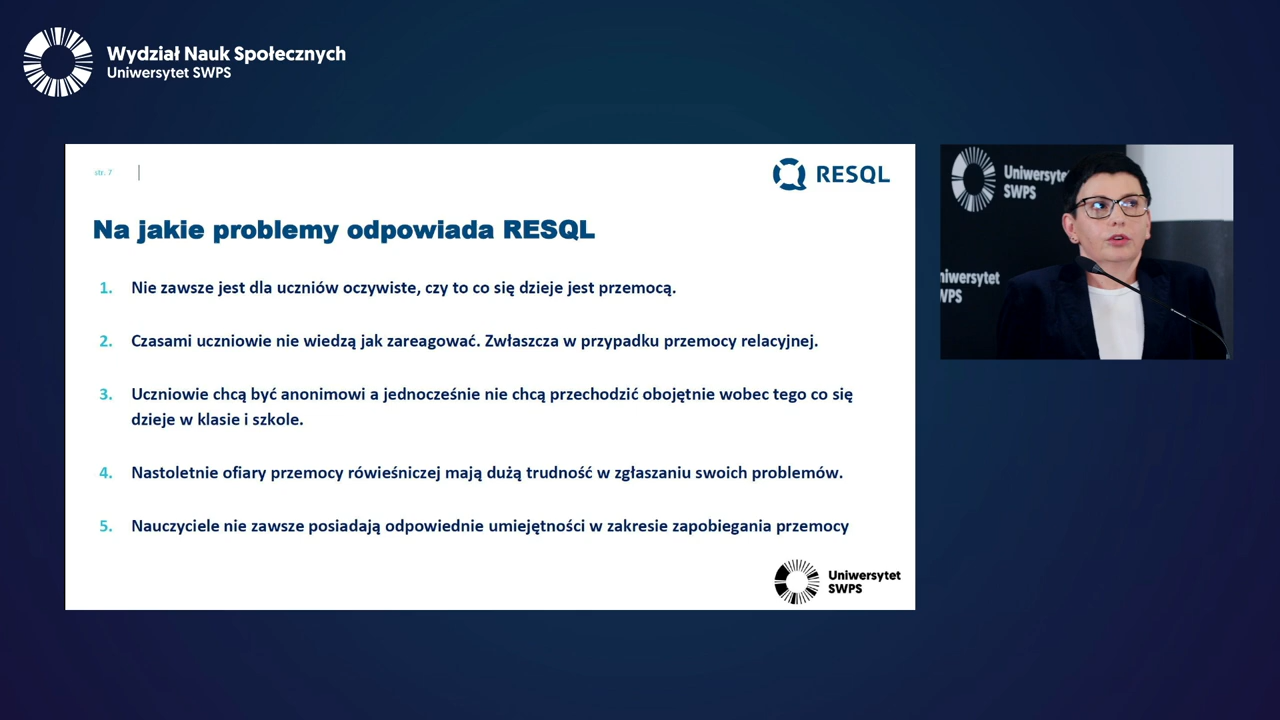 Wydział Nauk Społecznych
Uniwersytet SWPS
str. 7
RESQL
Na jakie problemy odpowiada RESQL
1. Nie zawsze jest dla uczniów oczywiste, czy to co się dzieje jest przemocą.
2. Czasami uczniowie nie wiedzą jak zareagować. Zwłaszcza w przypadku przemocy relacyjnej.
3. Uczniowie chcą być anonimowi a jednocześnie nie chcą przechodzić obojętnie wobec tego co się
dzieje w klasie i szkole.
4. Nastoletnie ofiary przemocy rówieśniczej mają dużą trudność w zgłaszaniu swoich problemów.
5. Nauczyciele nie zawsze posiadają odpowiednie umiejętności w zakresie zapobiegania przemocy
Uniwersytet
SWPS
Uniwersytet
SWPS
niwersytet
WPS